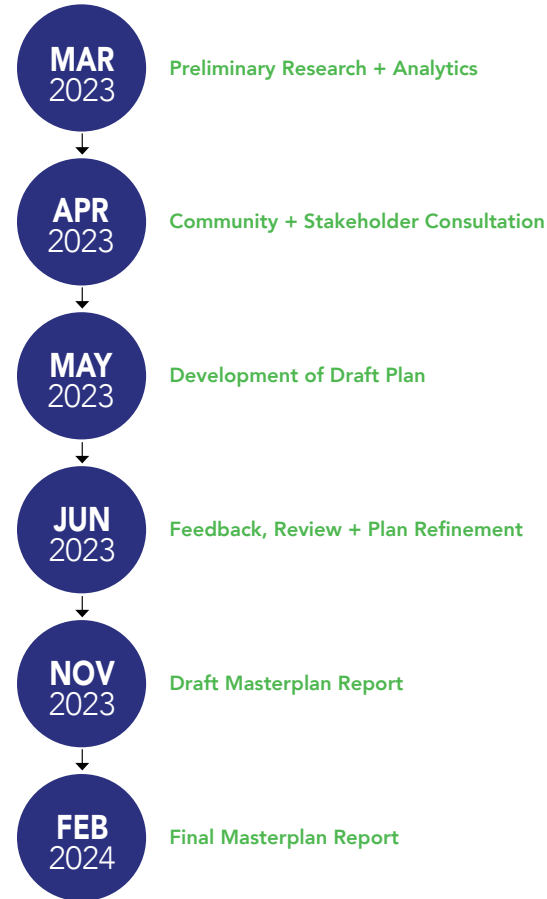 MAR
2023
Preliminary Research + Analytics
APR
2023
Community + Stakeholder Consultation
MAY
2023
Development of Draft Plan
JUN
2023
Feedback, Review + Plan Refinement
NOV
2023
Draft Masterplan Report
FEB
2024
Final Masterplan Report